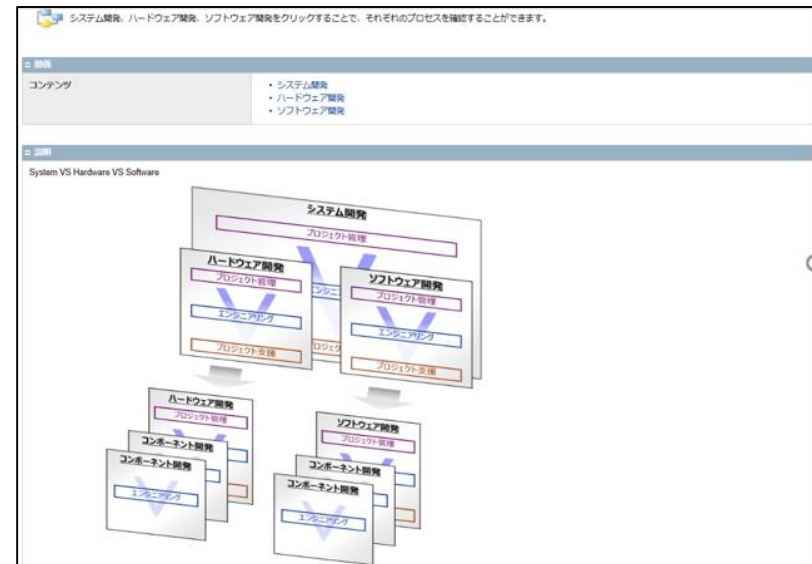 システム開発、ハードウェア開発、ソフトウェア開発をクリックすることで、それぞれのプロセスを確認することができます。
関係
コンテンツ
・システム開発
・ハードウェア開発
・ソフトウェア開発
説明
System VS Hardware VS Software
システム開発
プロジェクト管理
ハードウェア開発
プロジェクト管理
エンジニアリング
プロジェクト支援
ソフトウェア開発
プロジェクト管理
エンジニアリング
プロジェクト支援
ハードウェア開発
プロジェクト管理
コンポーネント開発
コンポーネント開発
エンジニアリング
ソフトウェア開発
プロジェクト管理
コンポーネント開発
コンポーネント開発
エンジニアリング